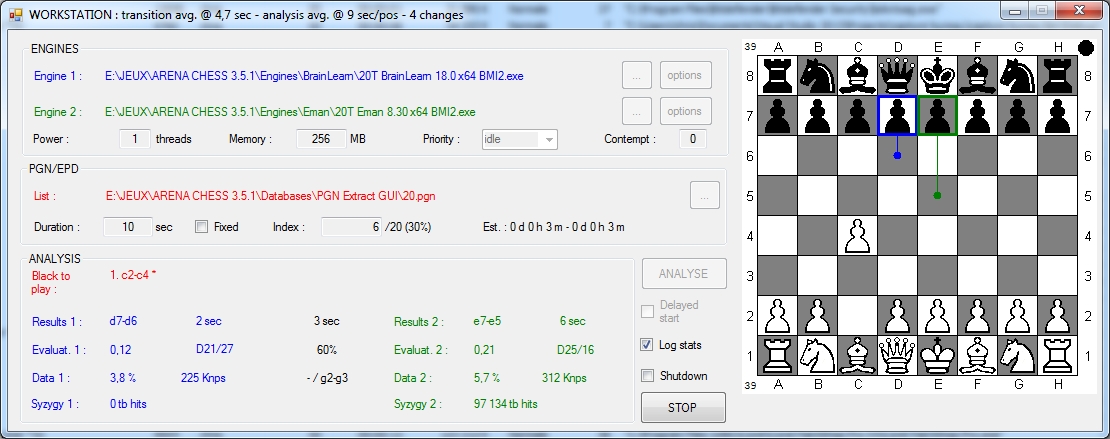 WORKSTATION : transition avg. @ 4,7 sec - analysis avg. @ 9 sec/pos - 4 changes
ENGINES
Engine 1 : E:\JEUX\ARENA CHESS 3.5.1\Engines\BrainLearn\20T BrainLearn 18.0 x64 BMI2.exe ... options
Engine 2 : E:\JEUX\ARENA CHESS 3.5.1\Engines\Eman\20T Eman 8.30 x64 BMI2.exe ... options
Power : 1 threads Memory : 256 MB Priority : idle Contempt : 0
PGN/EPD
List : E:\JEUX\ARENA CHESS 3.5.1\Databases\PGN Extract GUI\20.pgn ...
Duration : 10 sec Fixed Index : 6 /20 (30%) Est. : 0 d 0 h 3 m - 0 d 0 h 3 m
ANALYSIS
Black to play : 1. c2-c4 *
Results 1 : d7-d6 2 sec 3 sec Results 2 : e7-e5 6 sec
Evaluat. 1 : 0,12 D21/27 60% Evaluat. 2 : 0,21 D25/16
Data 1 : 3,8 % 225 Knps - / g2-g3 Data 2 : 5,7 % 312 Knps
Syzygy 1 : 0 tb hits Syzygy 2 : 97 134 tb hits
ANALYSE
Delayed start
Log stats
Shutdown
STOP
39 A B C D E F G H
8 8
7 7
6 6
5 5
4 4
3 3
2 2
1 1
39 A B C D E F G H